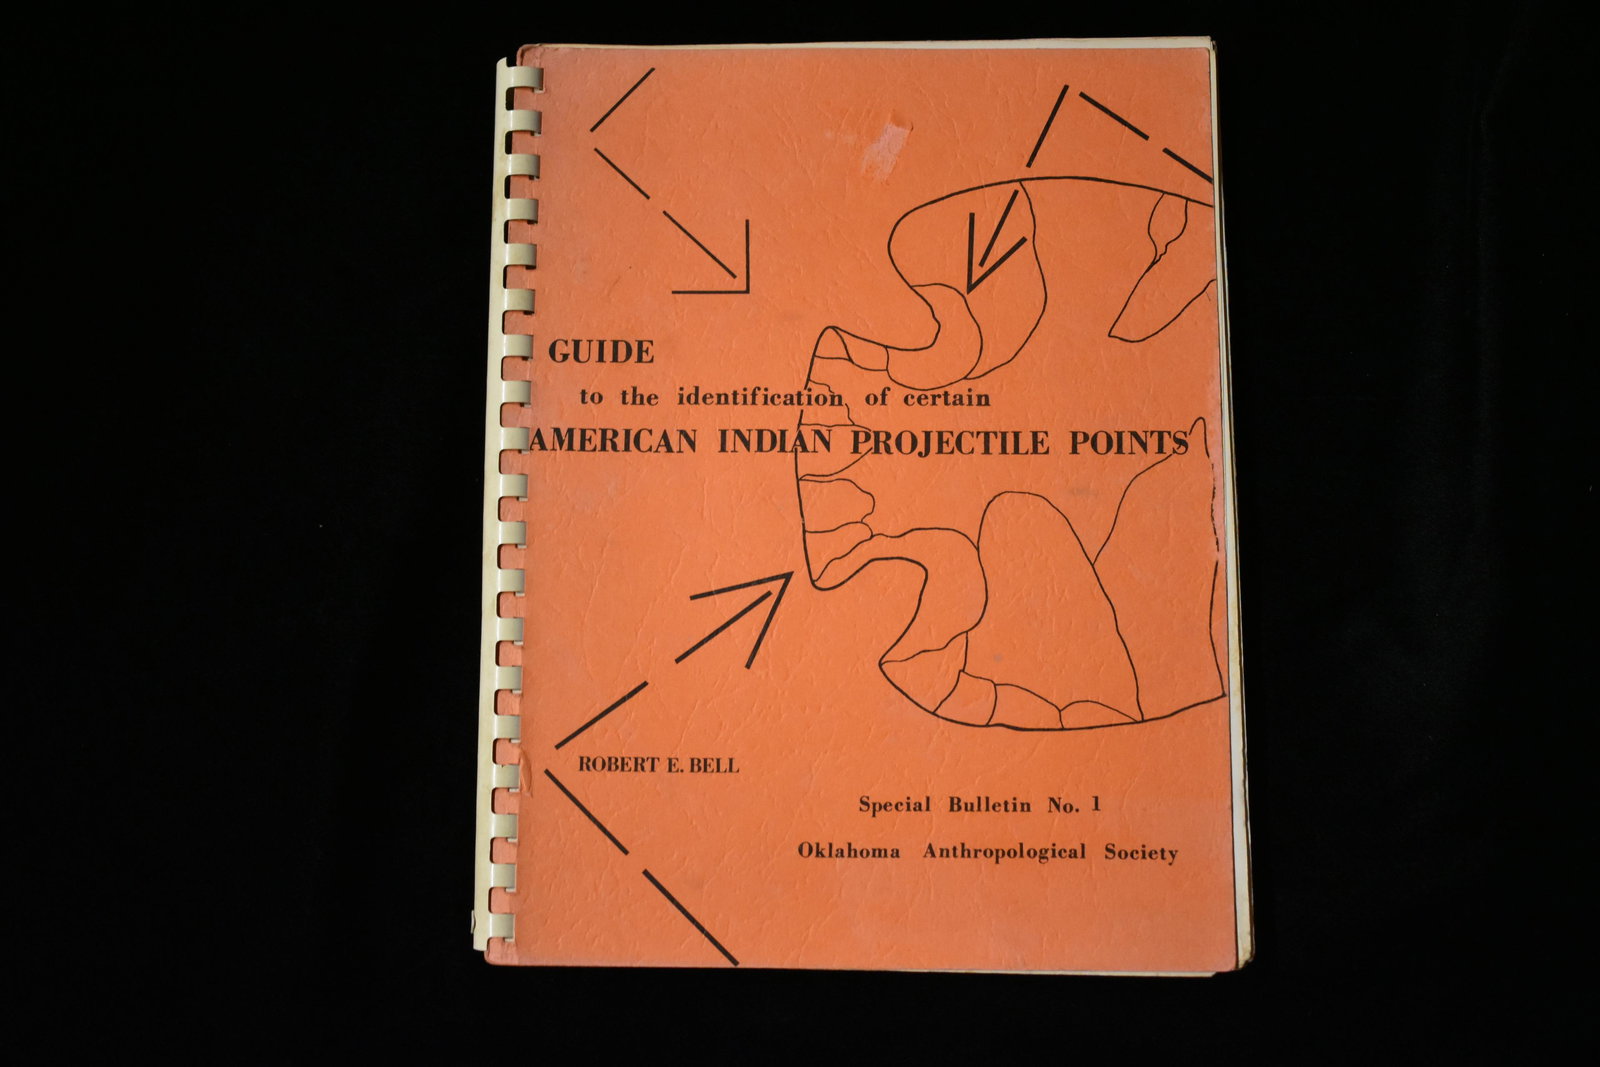 GUIDE
to the identification of certain
AMERICAN INDIAN PROJECTILE POINTS
ROBERT E. BELL
Special Bulletin No. 1
Oklahoma Anthropological Society